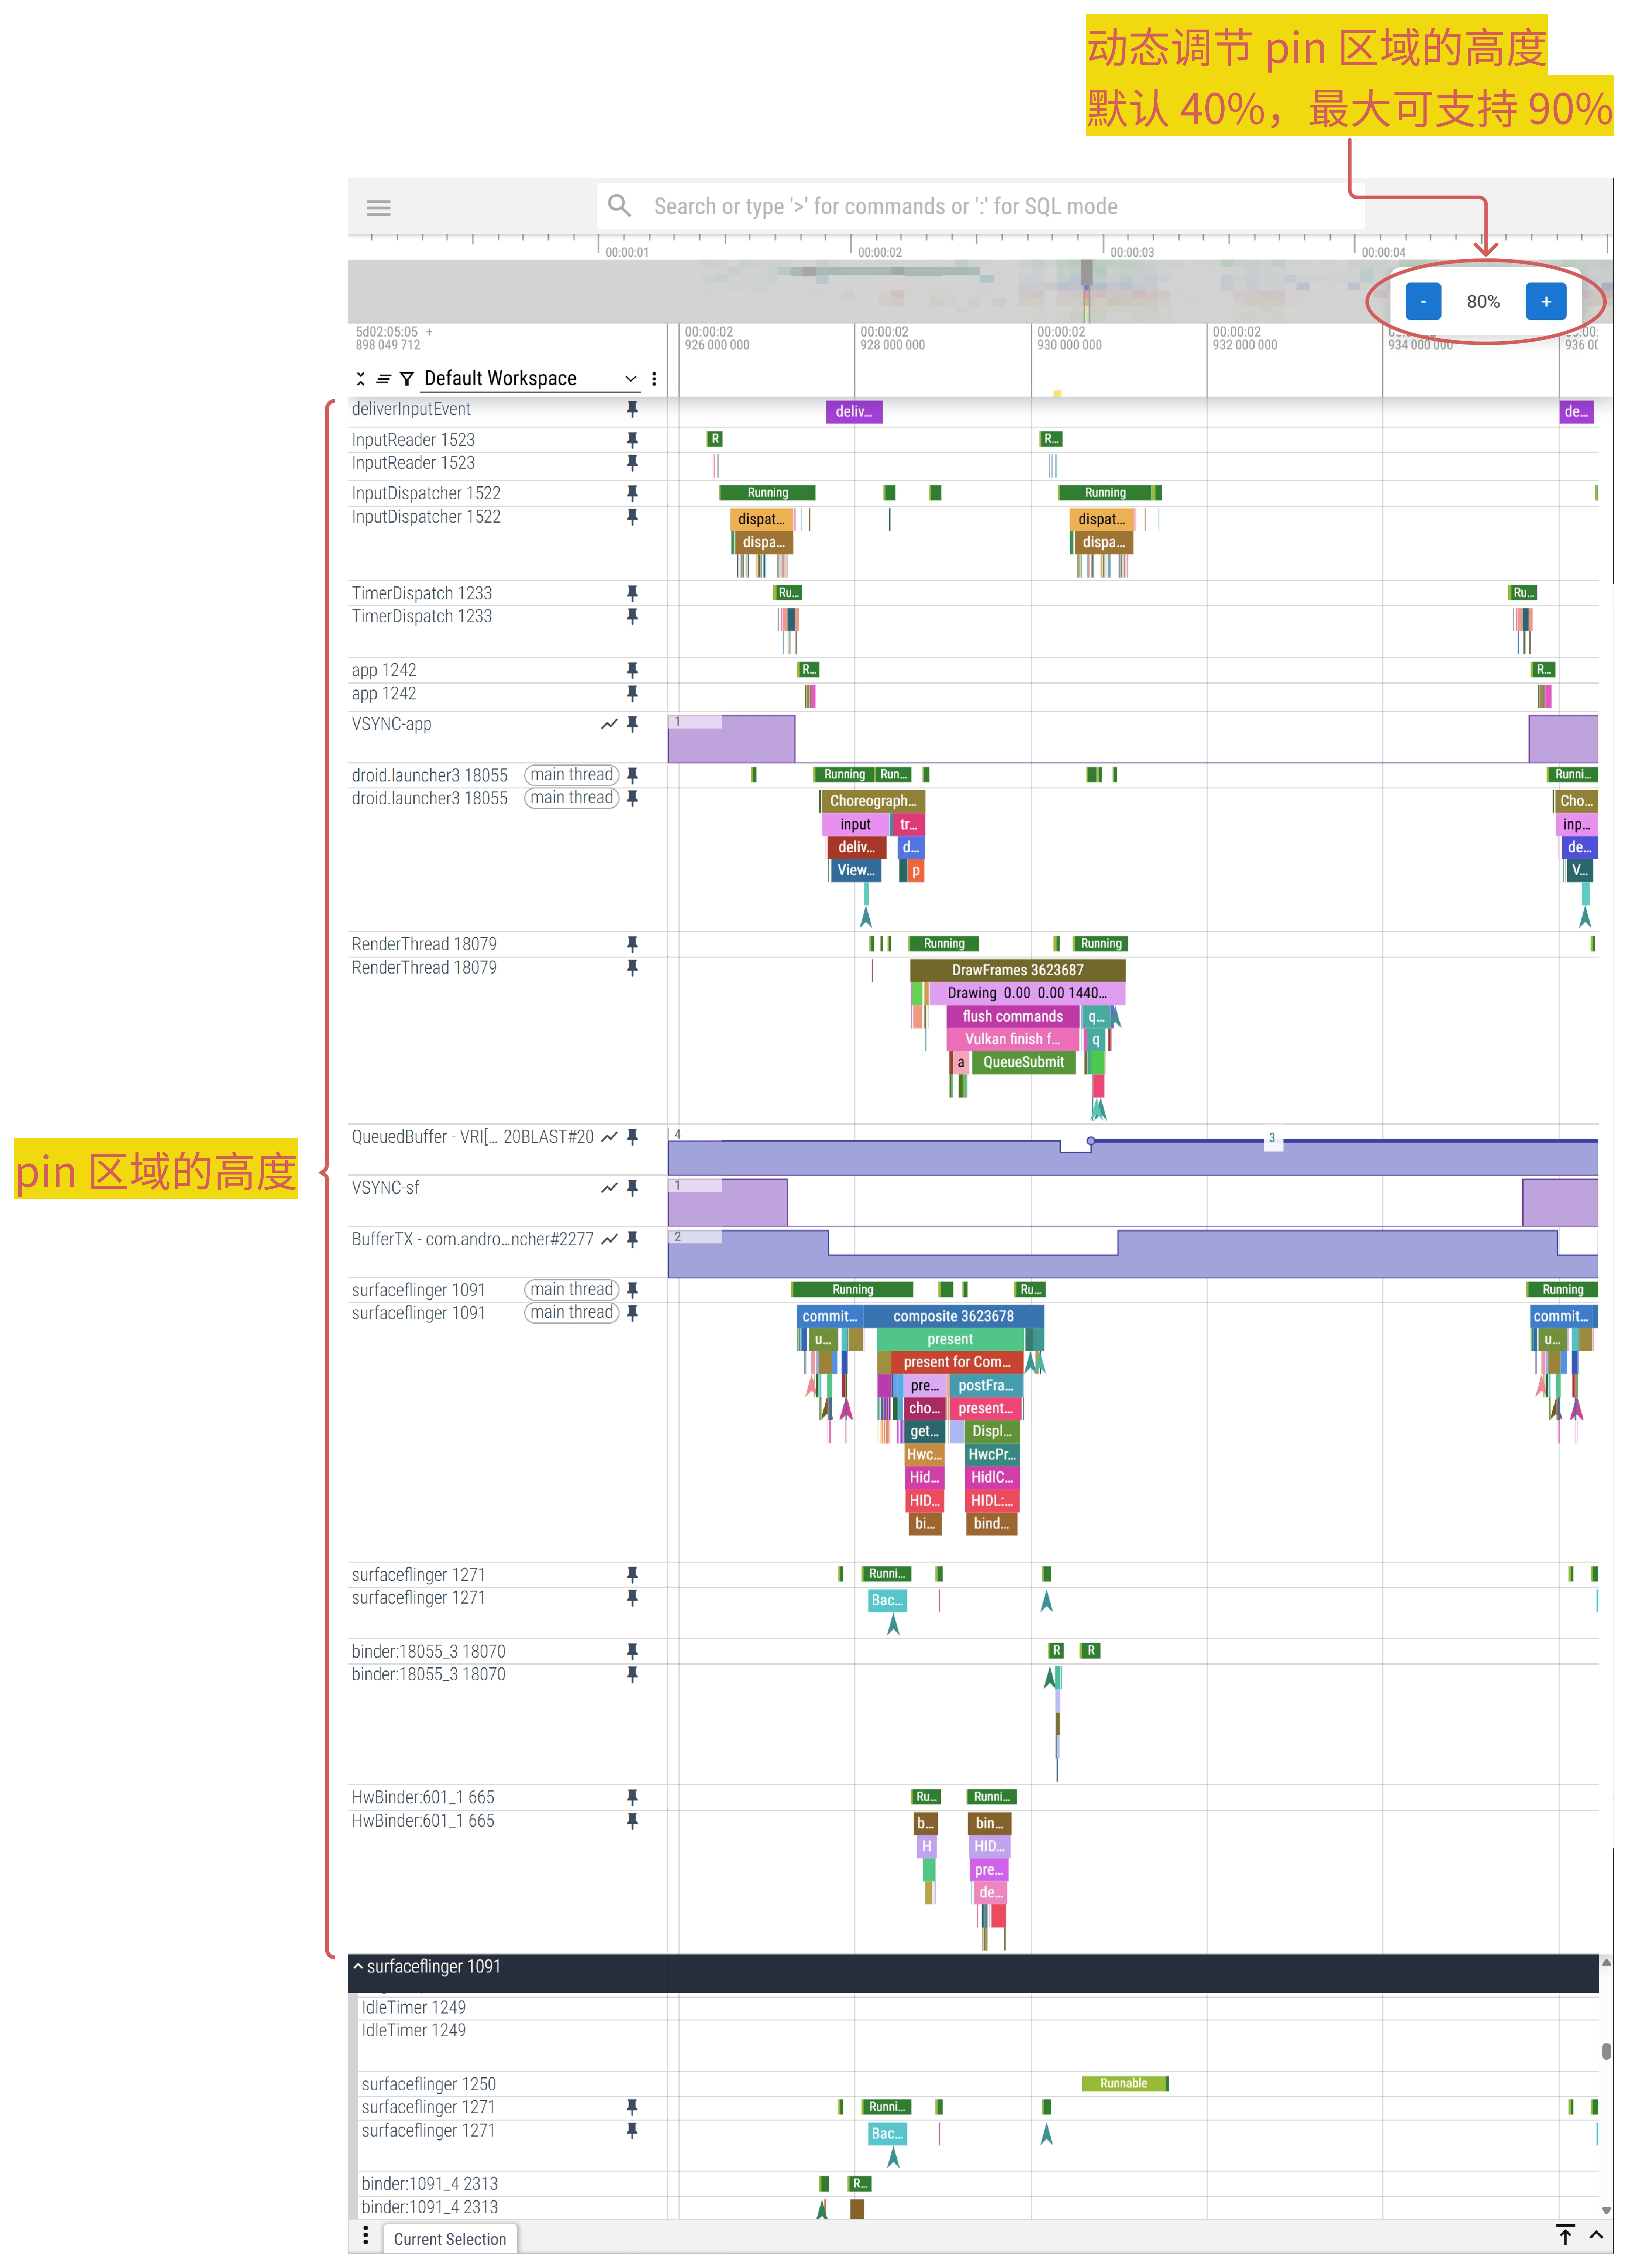 动态调节 pin 区域的高度
默认 40%，最大可支持 90%
Search or type '>' for commands or ':' for SQL mode
00:00:01 00:00:02 00:00:03 00:00:04
- 80% +
5d02:05:05 + 00:00:02 00:00:02 00:00:02 00:00:02
898 049 712 926 000 000 928 000 000 930 000 000 932 000 000 934 000 000
Default Workspace
deliverInputEvent deliv... de...
InputReader 1523 R R...
InputReader 1523
InputDispatcher 1522 Running Running
InputDispatcher 1522 dispat... dispat...
dispa... dispa...
TimerDispatch 1233 Ru... Ru...
TimerDispatch 1233
app 1242 R... R...
app 1242
VSYNC-app 1
droid.launcher3 18055 main thread Running Run... Runni...
droid.launcher3 18055 main thread Choreograph... Cho...
input tr... inp...
deliv... d... de...
View... p V...
RenderThread 18079 Running Running
RenderThread 18079 DrawFrames 3623687
Drawing 0.00 0.00 1440...
flush commands q...
Vulkan finish f... q
a QueueSubmit
QueuedBuffer - VRI[... 20BLAST#20 4 3
pin 区域的高度
VSYNC-sf 1
BufferTX - com.andro...ncher#2277 2
surfaceflinger 1091 main thread Running Ru... Running
surfaceflinger 1091 main thread commit... composite 3623678 commit...
u... present u...
present for Com...
pre... postFra...
cho... present...
get... Displ...
Hwc... HwcPr...
Hid... HidlC...
HID... HIDL:...
bi... bind...
surfaceflinger 1271 Runni...
surfaceflinger 1271 Bac...
binder:18055_3 18070 R R
binder:18055_3 18070
HwBinder:601_1 665 Ru... Runni...
HwBinder:601_1 665 b... bin...
H HID...
pre...
de...
surfaceflinger 1091
IdleTimer 1249
IdleTimer 1249
surfaceflinger 1250 Runnable
surfaceflinger 1271 Runni...
surfaceflinger 1271 Bac...
binder:1091_4 2313 R...
binder:1091_4 2313
Current Selection